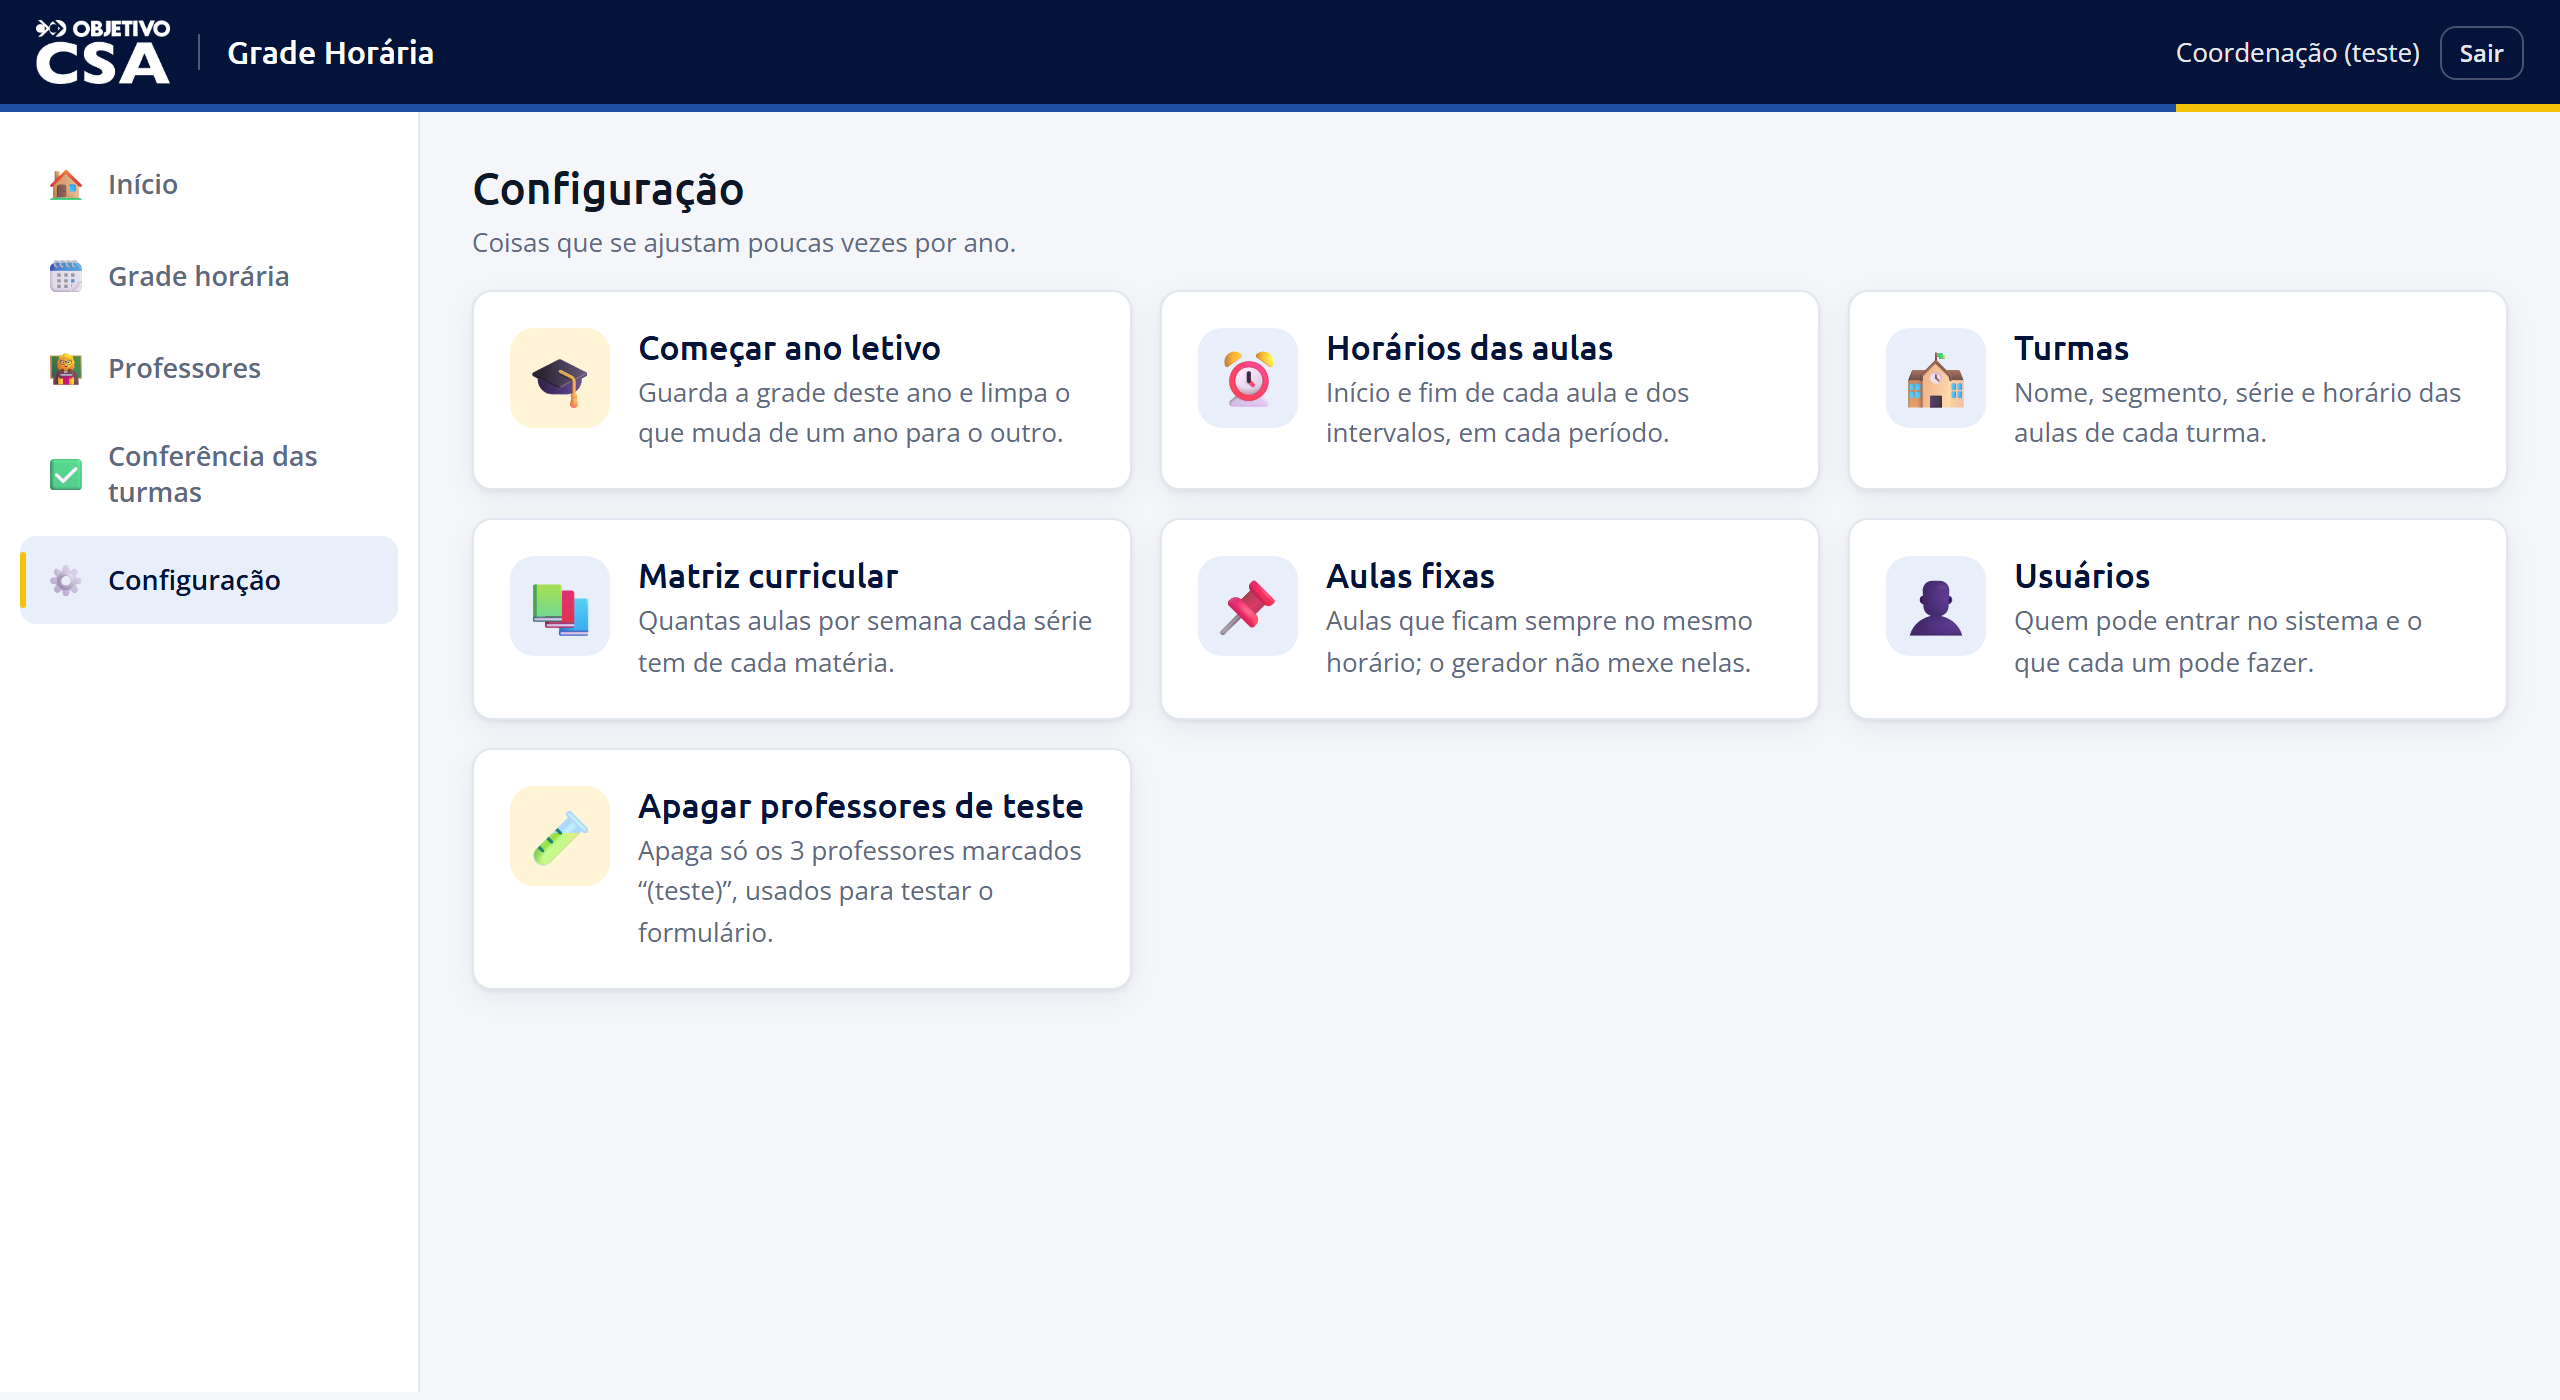 OBJETIVO
CSA
Grade Horária
Coordenação (teste)
Sair
Início
Grade horária
Professores
Conferência das
turmas
Configuração
Configuração
Coisas que se ajustam poucas vezes por ano.
Começar ano letivo
Guarda a grade deste ano e limpa o
que muda de um ano para o outro.
Horários das aulas
Início e fim de cada aula e dos
intervalos, em cada período.
Turmas
Nome, segmento, série e horário das
aulas de cada turma.
Matriz curricular
Quantas aulas por semana cada série
tem de cada matéria.
Aulas fixas
Aulas que ficam sempre no mesmo
horário; o gerador não mexe nelas.
Usuários
Quem pode entrar no sistema e o
que cada um pode fazer.
Apagar professores de teste
Apaga só os 3 professores marcados
“(teste)”, usados para testar o
formulário.